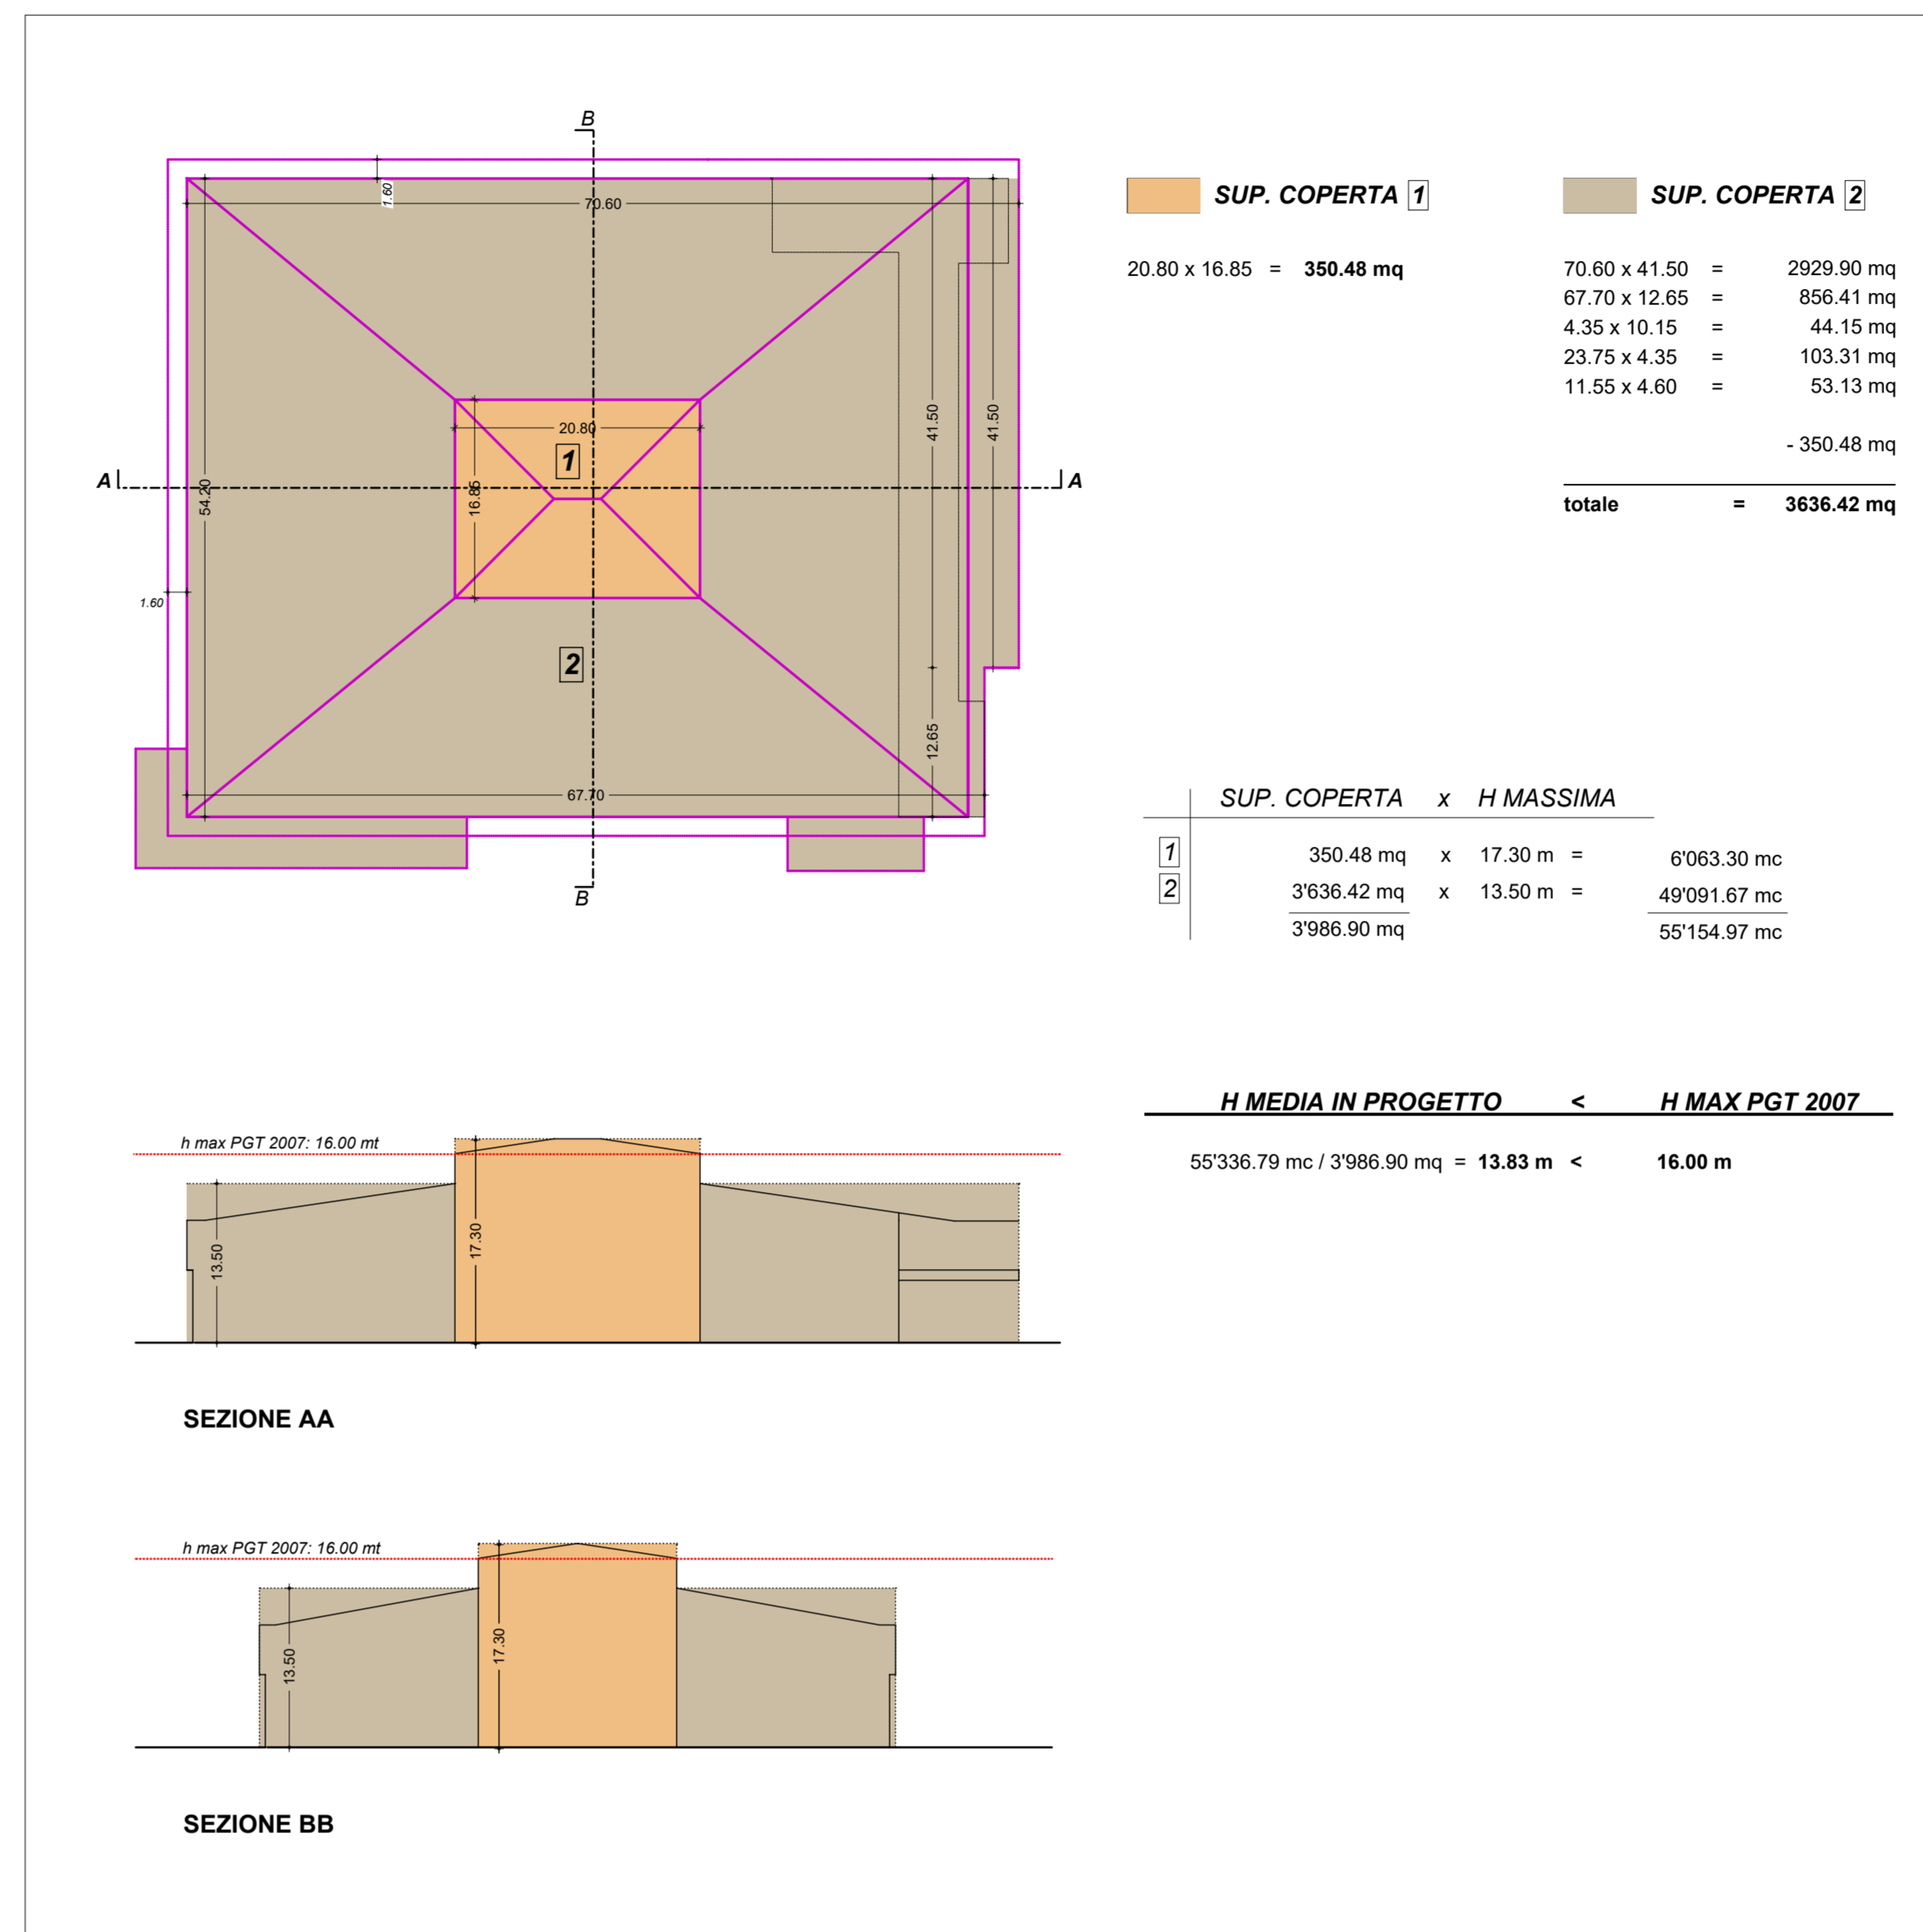 B
1.60
70.60
41.50
41.50
20.80
1
A
A
54.20
16.85
1.60
2
12.65
67.70
B
SUP. COPERTA 1
20.80 x 16.85 = 350.48 mq
SUP. COPERTA 2
70.60 x 41.50 = 2929.90 mq
67.70 x 12.65 = 856.41 mq
4.35 x 10.15 = 44.15 mq
23.75 x 4.35 = 103.31 mq
11.55 x 4.60 = 53.13 mq
- 350.48 mq
totale = 3636.42 mq
SUP. COPERTA x H MASSIMA
1 350.48 mq x 17.30 m = 6'063.30 mc
2 3'636.42 mq x 13.50 m = 49'091.67 mc
3'986.90 mq 55'154.97 mc
H MEDIA IN PROGETTO < H MAX PGT 2007
55'336.79 mc / 3'986.90 mq = 13.83 m < 16.00 m
h max PGT 2007: 16.00 mt
13.50
17.30
SEZIONE AA
h max PGT 2007: 16.00 mt
13.50
17.30
SEZIONE BB